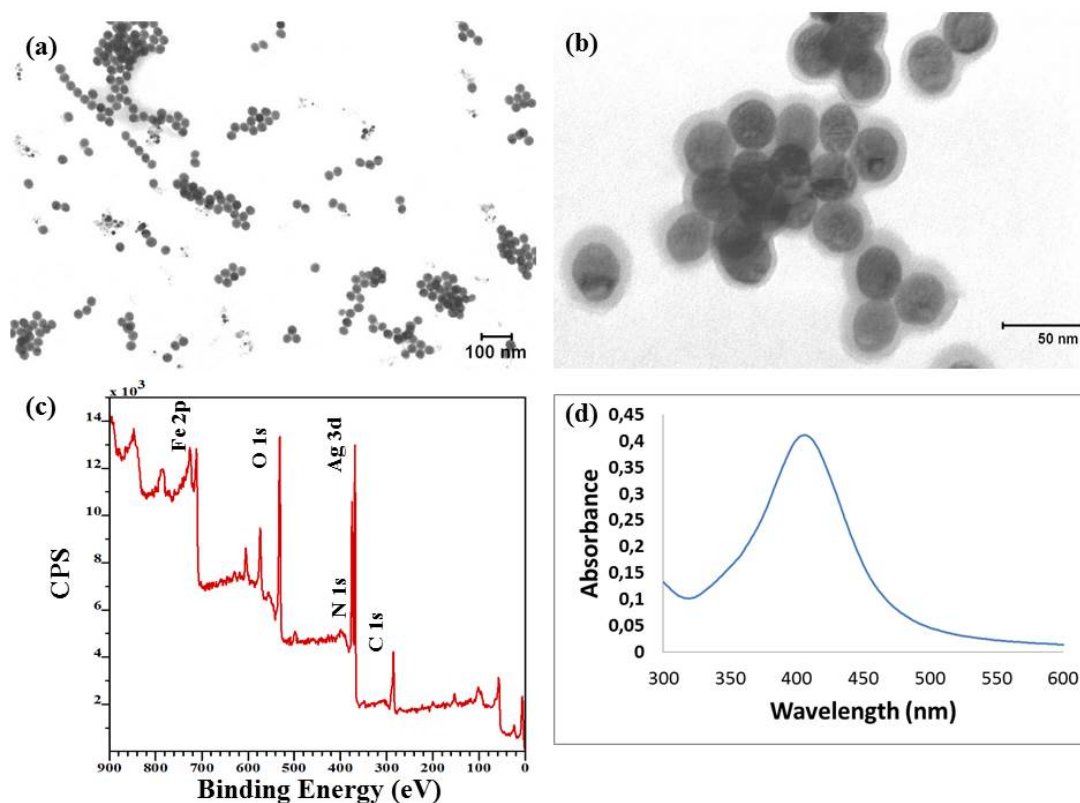 (a)
100 nm
(b)
50 nm
(c)
x 10³
14
12
10
8
6
4
2
CPS
Fe 2p
O 1s
Ag 3d
N 1s
C 1s
900 800 700 600 500 400 300 200 100 0
Binding Energy (eV)
(d)
0,45
0,4
0,35
0,3
0,25
0,2
0,15
0,1
0,05
0
Absorbance
300 350 400 450 500 550 600
Wavelength (nm)